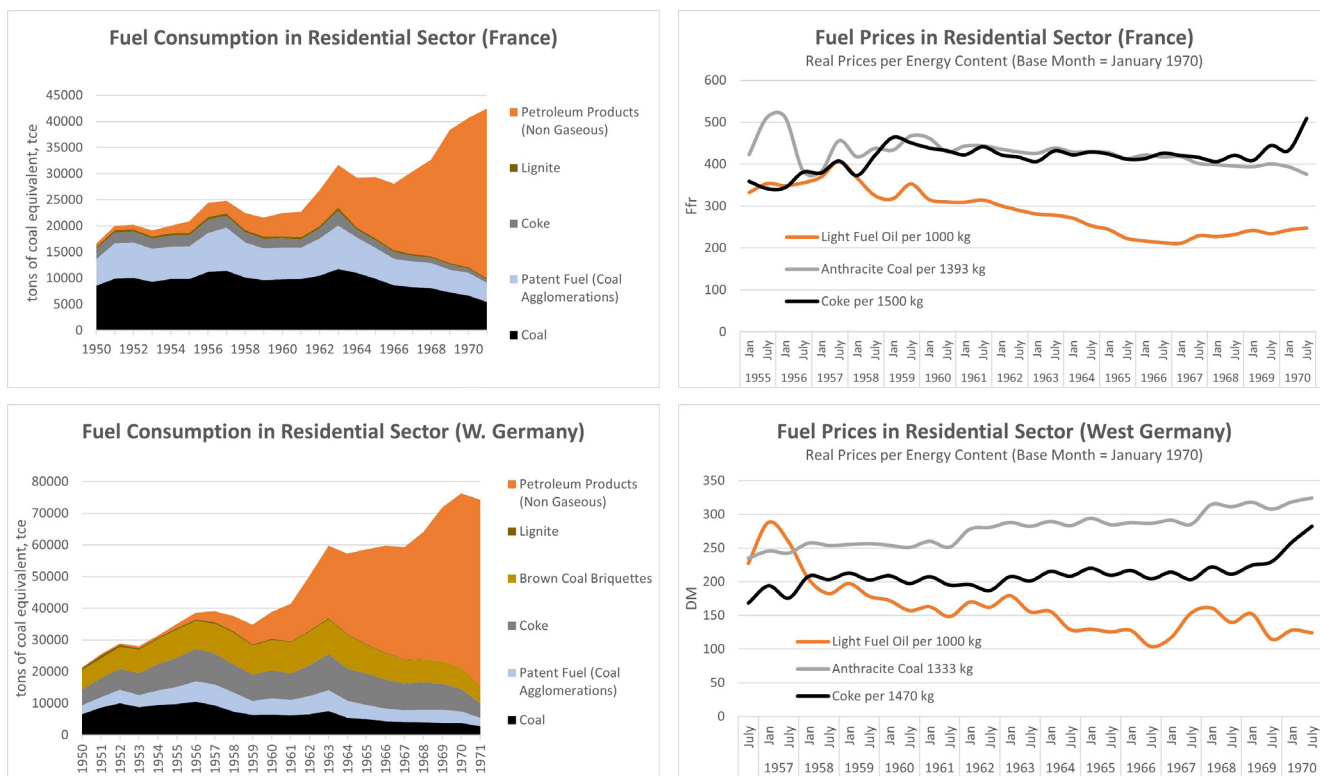 Fuel Consumption in Residential Sector (France)
tons of coal equivalent, tce
45000
40000
35000
30000
25000
20000
15000
10000
5000
0
1950 1952 1954 1956 1958 1960 1962 1964 1966 1968 1970
Petroleum Products
(Non Gaseous)
Lignite
Coke
Patent Fuel (Coal
Agglomerations)
Coal
Fuel Prices in Residential Sector (France)
Real Prices per Energy Content (Base Month = January 1970)
Ffr
600
500
400
300
200
100
0
Light Fuel Oil per 1000 kg
Anthracite Coal per 1393 kg
Coke per 1500 kg
Jan July Jan July Jan July Jan July Jan July Jan July Jan July Jan July Jan July Jan July Jan July Jan July Jan July Jan July Jan July Jan July
1955 1956 1957 1958 1959 1960 1961 1962 1963 1964 1965 1966 1967 1968 1969 1970
Fuel Consumption in Residential Sector (W. Germany)
tons of coal equivalent, tce
80000
70000
60000
50000
40000
30000
20000
10000
0
1950 1951 1952 1953 1954 1955 1956 1957 1958 1959 1960 1961 1962 1963 1964 1965 1966 1967 1968 1969 1970 1971
Petroleum Products
(Non Gaseous)
Lignite
Brown Coal Briquettes
Coke
Patent Fuel (Coal
Agglomerations)
Coal
Fuel Prices in Residential Sector (West Germany)
Real Prices per Energy Content (Base Month = January 1970)
DM
350
300
250
200
150
100
50
0
Light Fuel Oil per 1000 kg
Anthracite Coal 1333 kg
Coke per 1470 kg
July Jan July Jan July Jan July Jan July Jan July Jan July Jan July Jan July Jan July Jan July Jan July Jan July Jan July Jan July
1957 1958 1959 1960 1961 1962 1963 1964 1965 1966 1967 1968 1969 1970